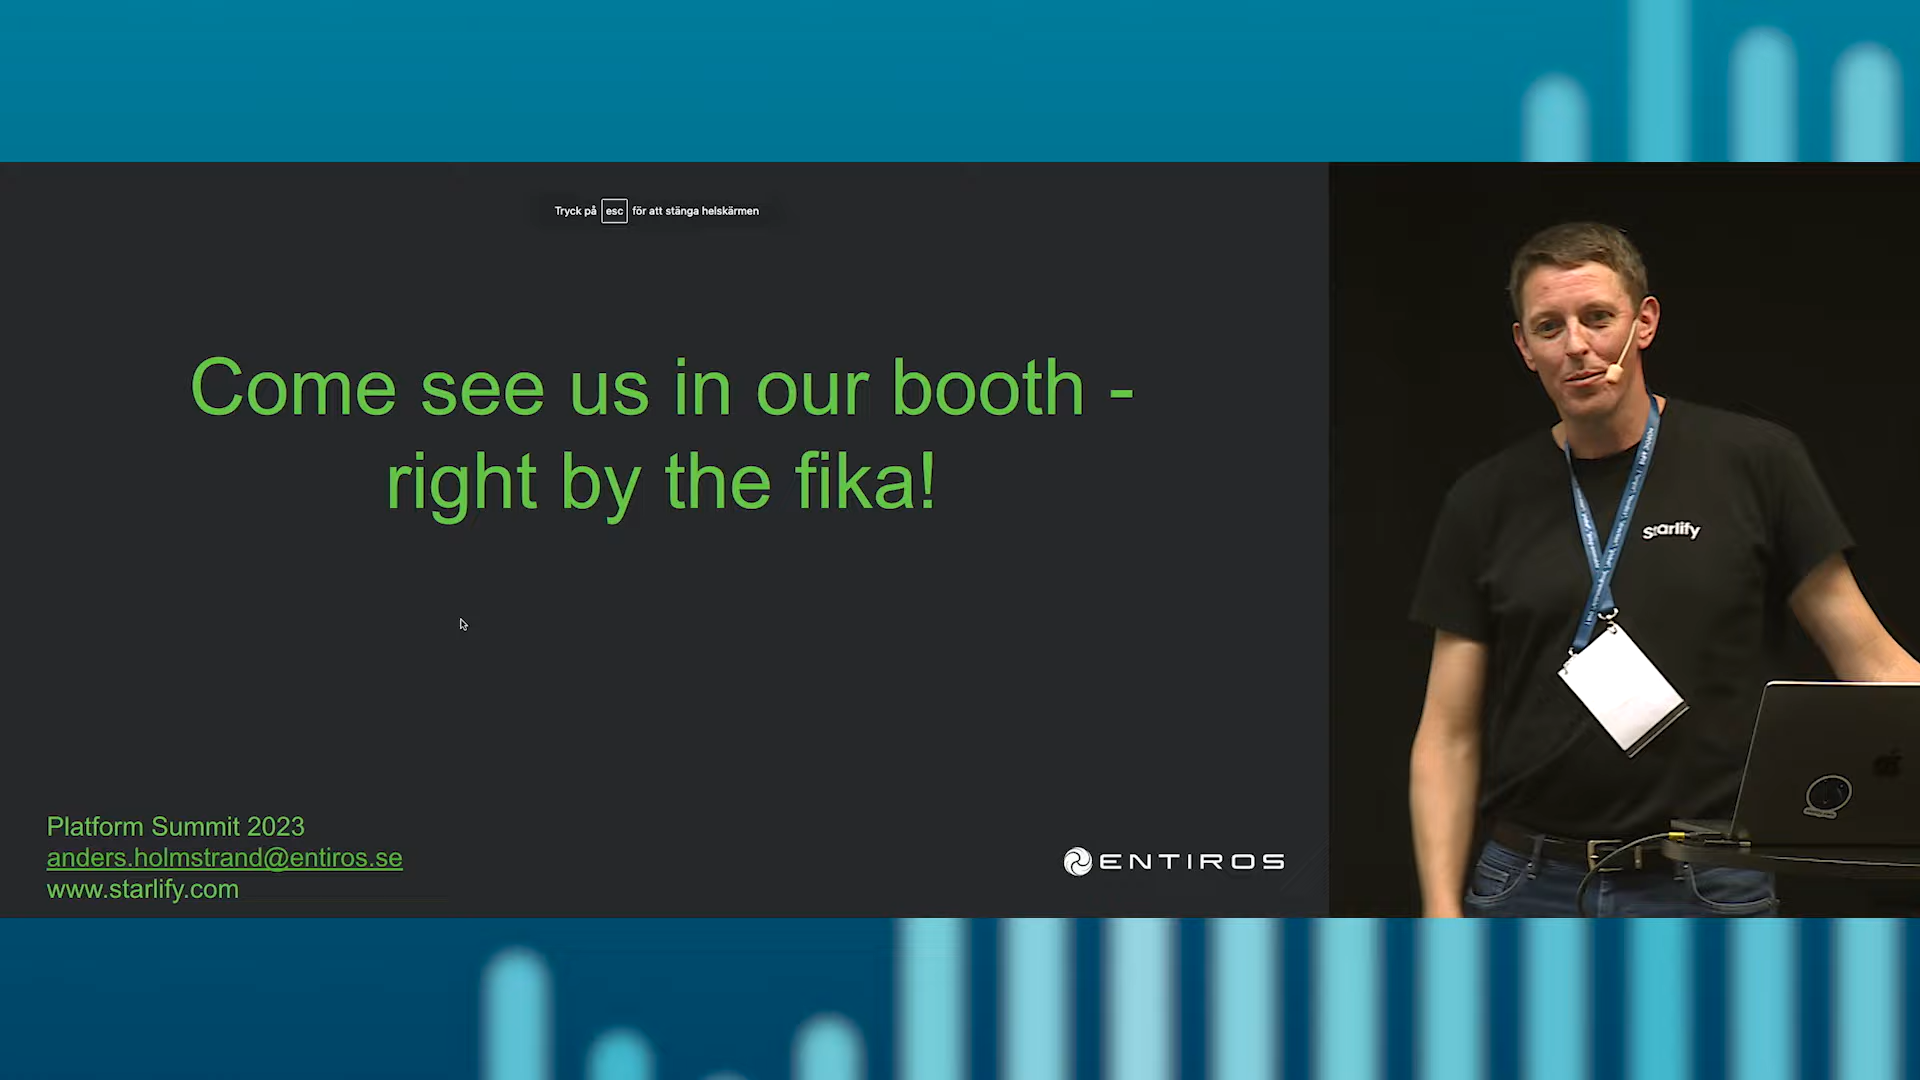 Tryck på esc för att stänga helskärmen
Come see us in our booth -
right by the fika!
Starlify
Platform Summit 2023
anders.holmstrand@entiros.se
www.starlify.com
ENTIROS